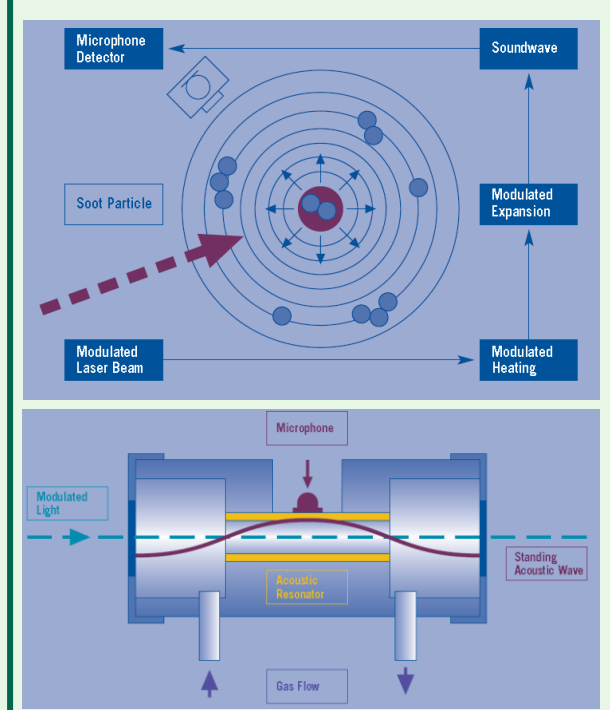 Microphone
Detector
Soundwave
Soot Particle
Modulated
Expansion
Modulated
Laser Beam
Modulated
Heating
Microphone
Modulated
Light
Standing
Acoustic Wave
Acoustic
Resonator
Gas Flow